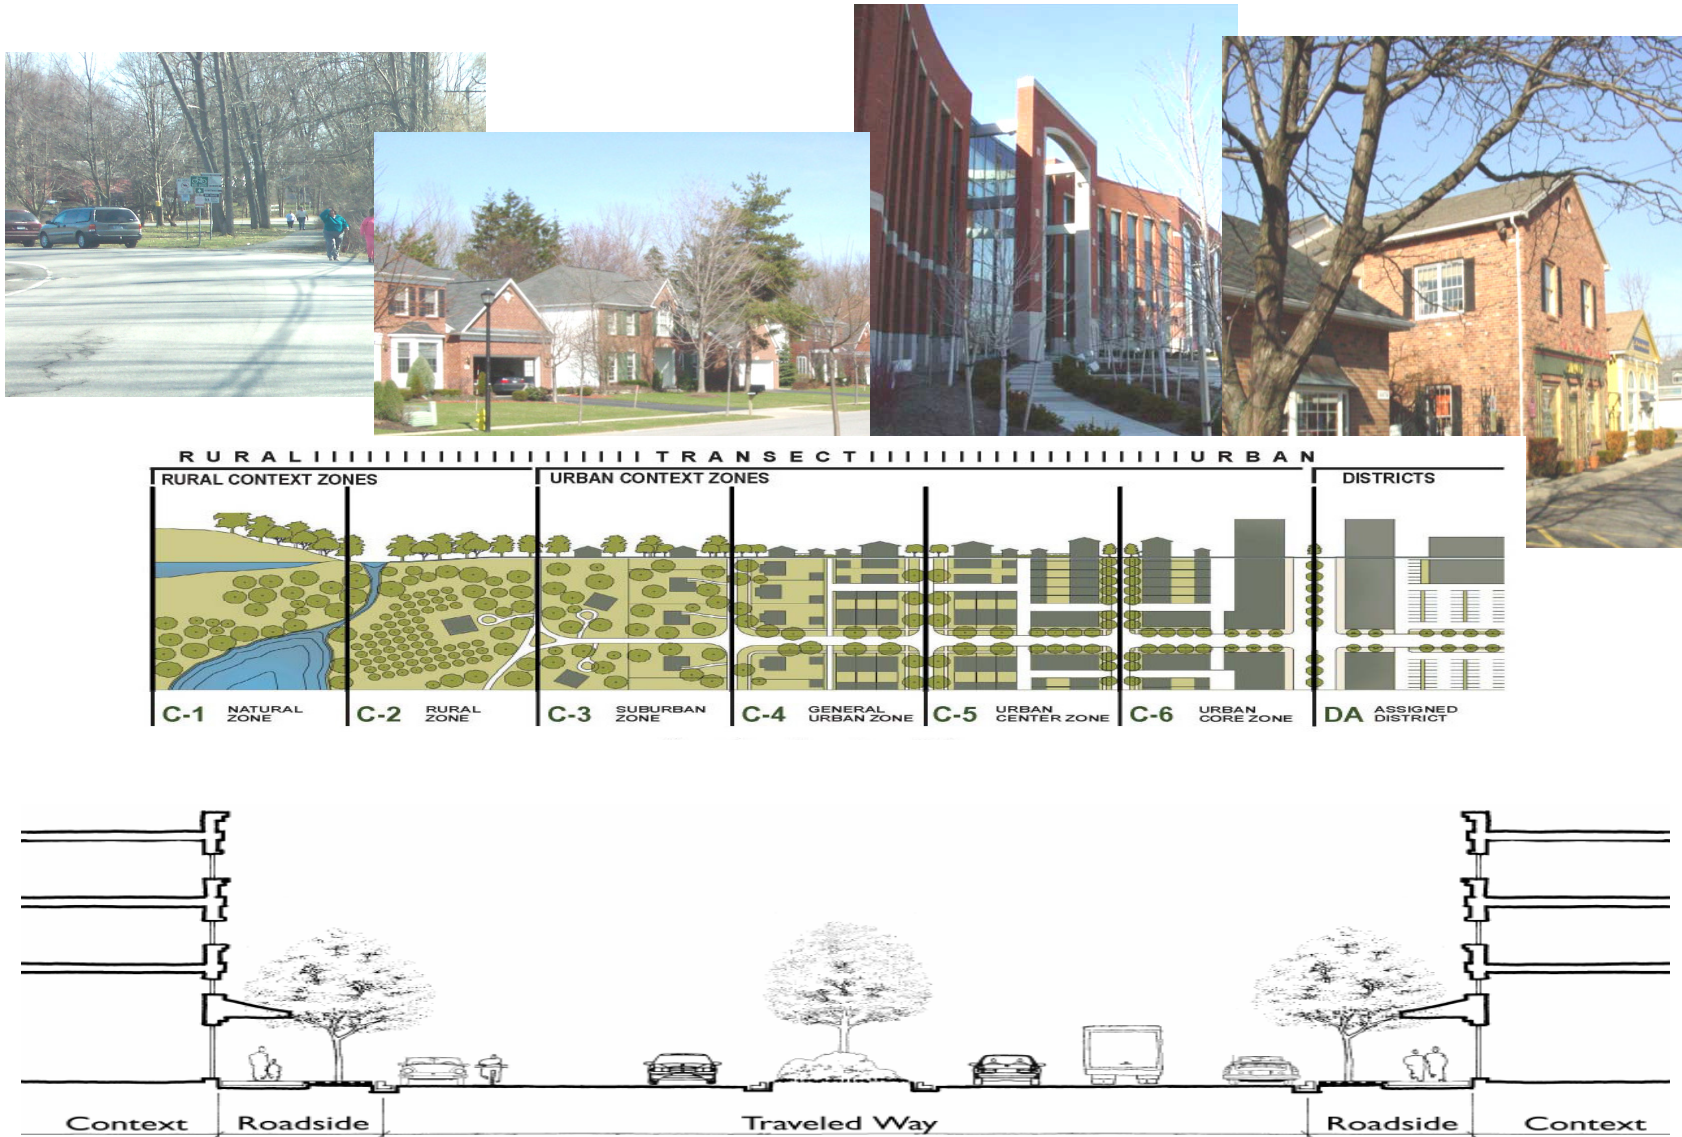 RURAL IIIIIIIIIIIIIIIIIII TRANSECT IIIIIIIIIIIIIIIIIII URBAN
RURAL CONTEXT ZONES
URBAN CONTEXT ZONES
DISTRICTS
C-1 NATURAL
ZONE
C-2 RURAL
ZONE
C-3 SUBURBAN
ZONE
C-4 GENERAL
URBAN ZONE
C-5 URBAN
CENTER ZONE
C-6 URBAN
CORE ZONE
DA ASSIGNED
DISTRICT
Context
Roadside
Traveled Way
Roadside
Context